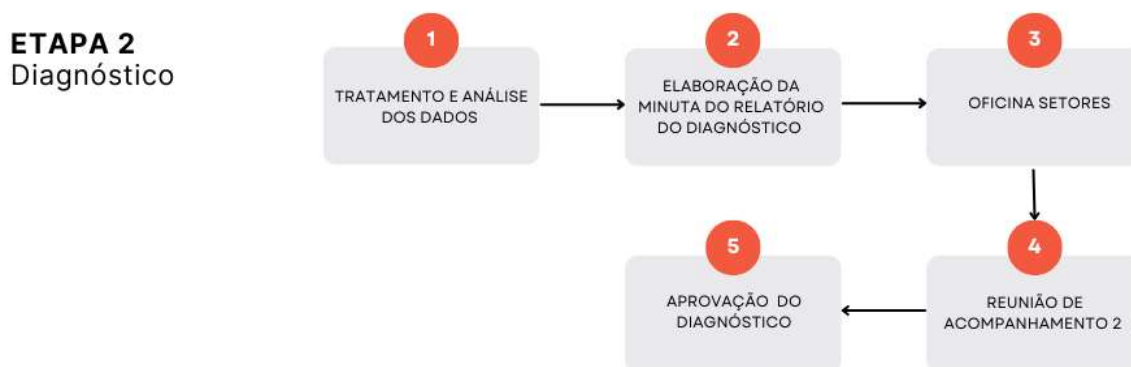 ETAPA 2
Diagnóstico
1
TRATAMENTO E ANÁLISE
DOS DADOS
2
ELABORAÇÃO DA
MINUTA DO RELATÓRIO
DO DIAGNÓSTICO
3
OFICINA SETORES
4
REUNIÃO DE
ACOMPANHAMENTO 2
5
APROVAÇÃO DO
DIAGNÓSTICO